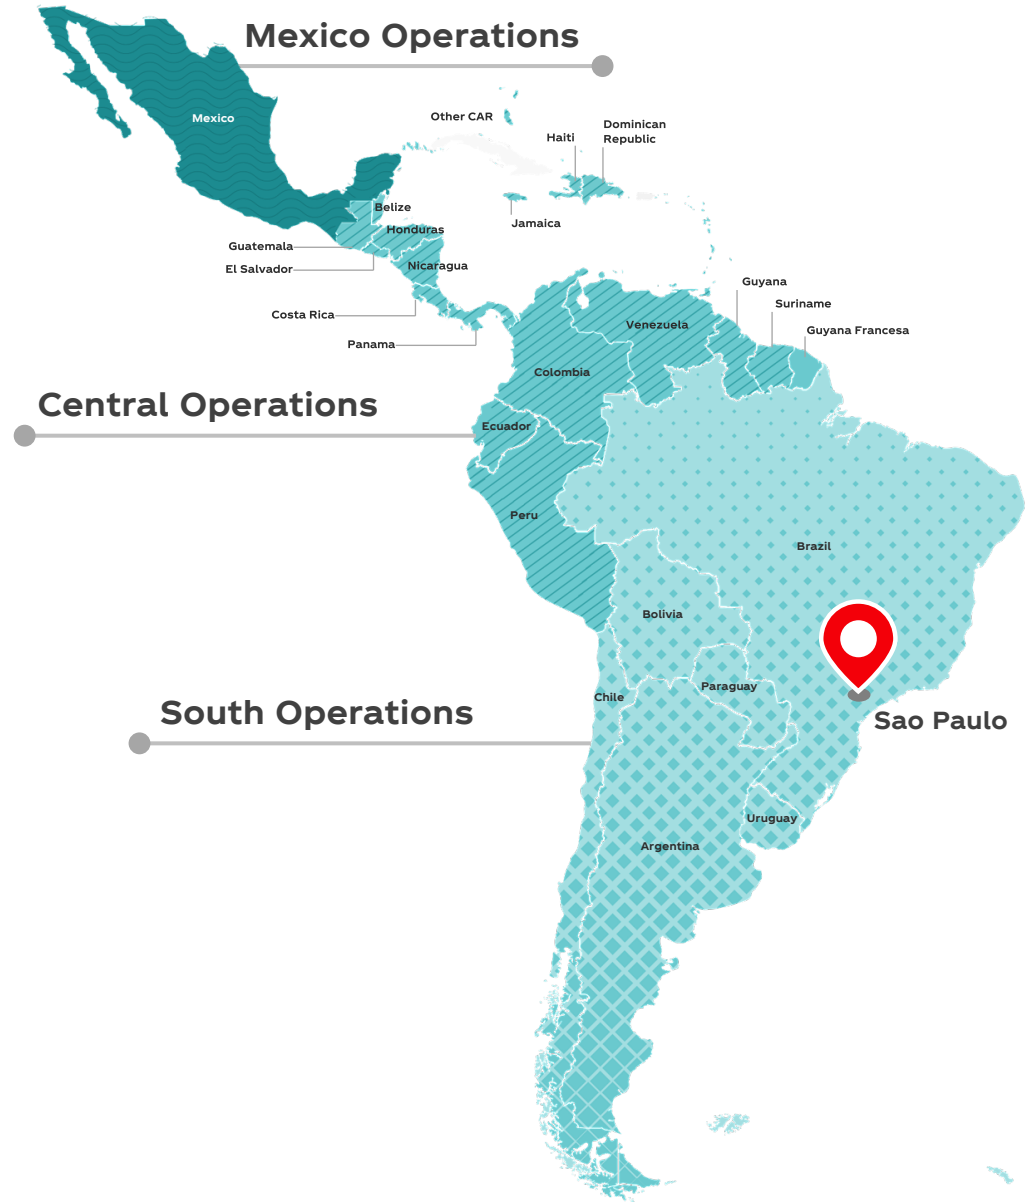 Mexico Operations
Mexico
Other CAR
Haiti
Dominican
Republic
Belize
Jamaica
Honduras
Guatemala
El Salvador
Nicaragua
Guyana
Suriname
Costa Rica
Venezuela
Guyana Francesa
Panama
Colombia
Central Operations
Ecuador
Peru
Brazil
Bolivia
Paraguay
Chile
South Operations
Sao Paulo
Uruguay
Argentina